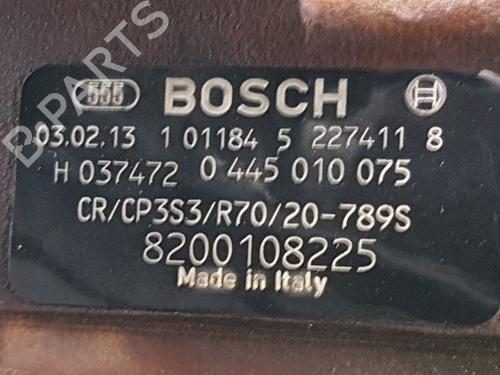 B-PARTS
555 BOSCH
03.02.13 1 01184 5 227411 8
H 037472 0 445 010 075
CR/CP3S3/R70/20-789S
8200108225
Made in Italy